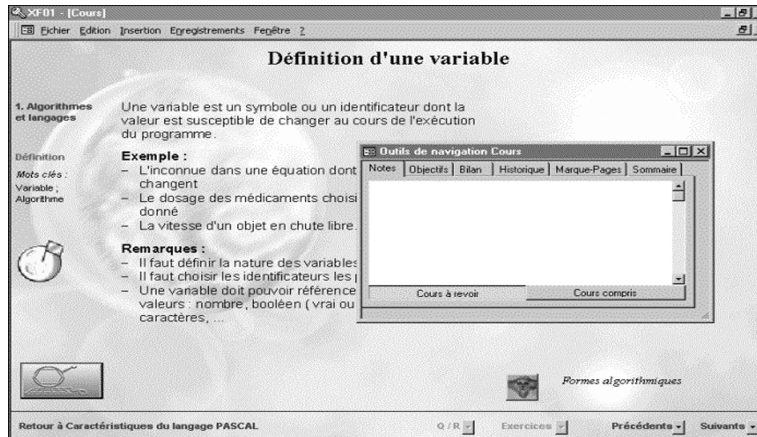 XF01 - [Cours]
Fichier Edition Insertion Enregistrements Fenêtre ?
Définition d'une variable
1. Algorithmes
et langages
Définition
Mots clés :
Variable ;
Algorithme
Une variable est un symbole ou un identificateur dont la
valeur est susceptible de changer au cours de l'exécution
du programme.
Exemple :
– L'inconnue dans une équation dont
changent
– Le dosage des médicaments choisi
donné
– La vitesse d'un objet en chute libre.
Remarques :
– Il faut définir la nature des variables
– Il faut choisir les identificateurs les
– Une variable doit pouvoir référence
valeurs : nombre, booléen ( vrai ou
caractères, ...
Outils de navigation Cours
Notes Objectifs Bilan Historique Marque-Pages Sommaire
Cours à revoir Cours compris
Formes algorithmiques
Retour à Caractéristiques du langage PASCAL Q / R Exercices Précédents Suivants